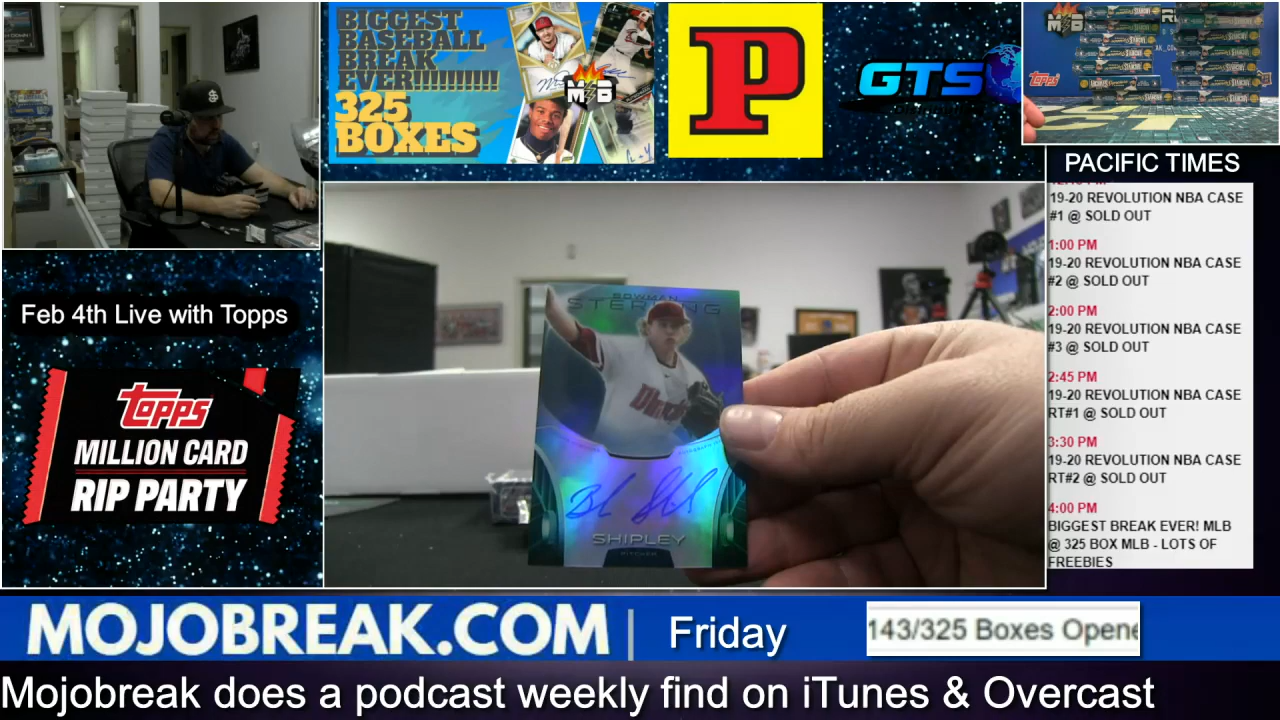 BIGGEST
BASEBALL
BREAK
EVER!!!!!!!!!!!
325
BOXES
M B
P
GTS
Topps
PACIFIC TIMES
19-20 REVOLUTION NBA CASE
#1 @ SOLD OUT
1:00 PM
19-20 REVOLUTION NBA CASE
#2 @ SOLD OUT
2:00 PM
19-20 REVOLUTION NBA CASE
#3 @ SOLD OUT
2:45 PM
19-20 REVOLUTION NBA CASE
RT#1 @ SOLD OUT
3:30 PM
19-20 REVOLUTION NBA CASE
RT#2 @ SOLD OUT
4:00 PM
BIGGEST BREAK EVER! MLB
@ 325 BOX MLB - LOTS OF
FREEBIES
Feb 4th Live with Topps
Topps
MILLION CARD
RIP PARTY
BOWMAN
STERLING
SHIPLEY
PITCHER
MOJOBREAK.COM | Friday
143/325 Boxes Opene
Mojobreak does a podcast weekly find on iTunes & Overcast